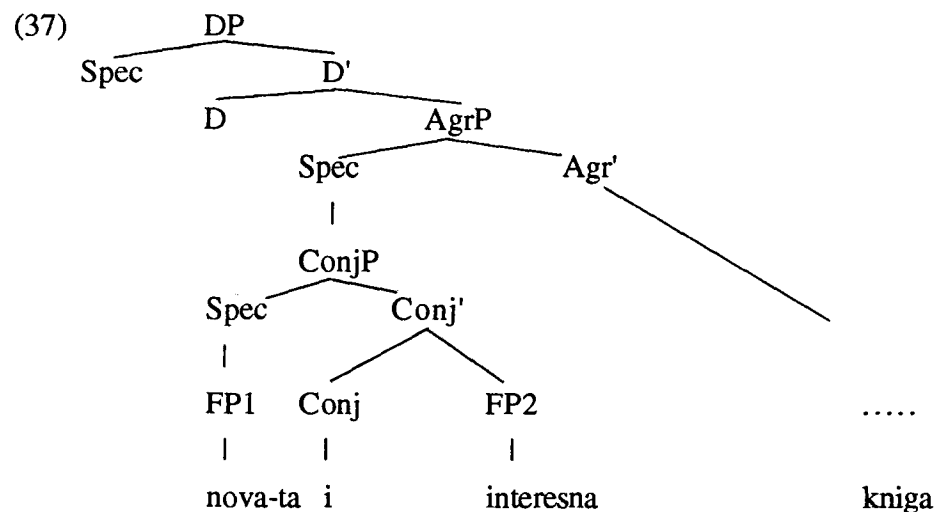 (37) DP
Spec D'
D AgrP
Spec Agr'
ConjP
Spec Conj'
FP1 Conj FP2 .....
nova-ta i interesna kniga